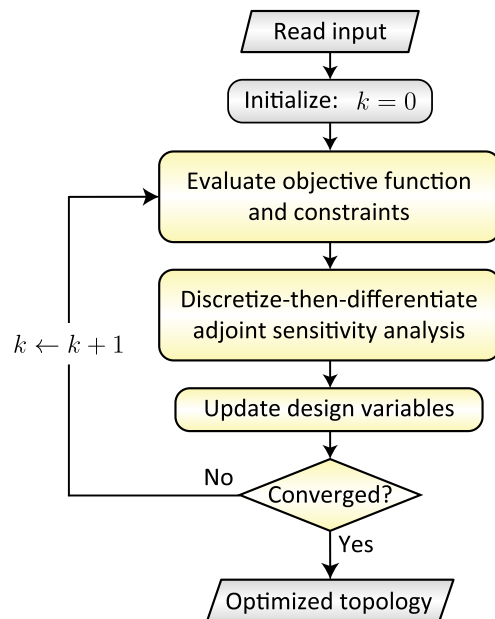 Read input
Initialize: k = 0
Evaluate objective function
and constraints
Discretize-then-differentiate
adjoint sensitivity analysis
k ← k + 1
Update design variables
No
Converged?
Yes
Optimized topology